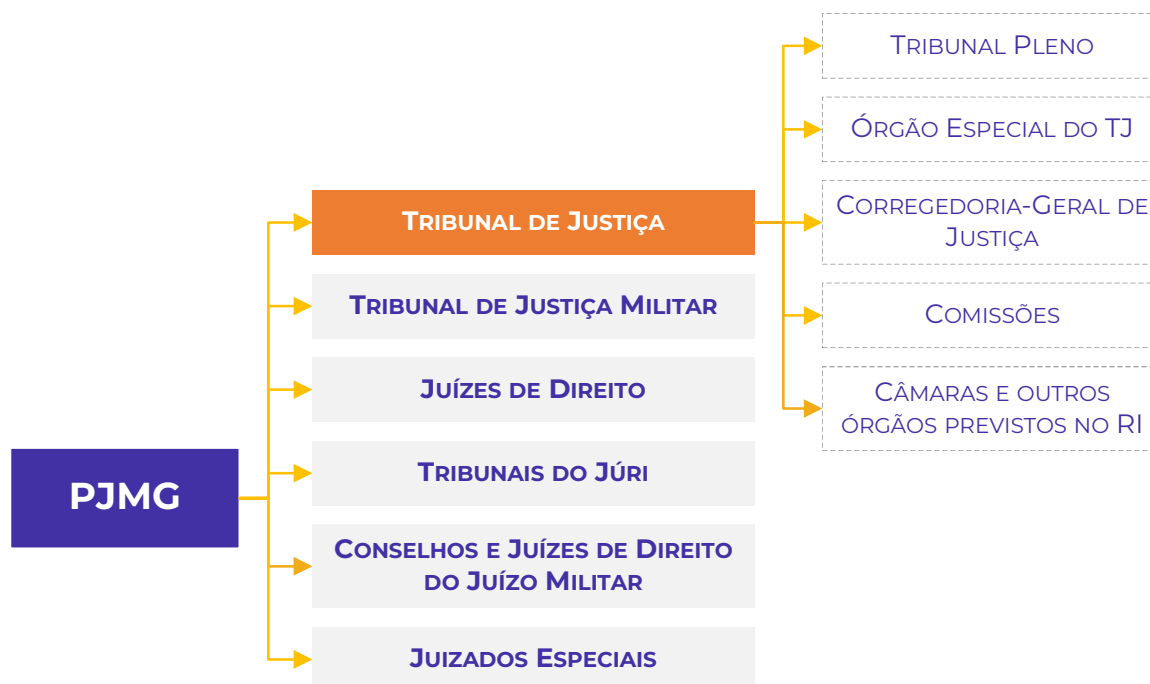 PJMG
TRIBUNAL DE JUSTIÇA
TRIBUNAL DE JUSTIÇA MILITAR
JUÍZES DE DIREITO
TRIBUNAIS DO JÚRI
CONSELHOS E JUÍZES DE DIREITO
DO JUÍZO MILITAR
JUIZADOS ESPECIAIS
TRIBUNAL PLENO
ÓRGÃO ESPECIAL DO TJ
CORREGEDORIA-GERAL DE
JUSTIÇA
COMISSÕES
CÂMARAS E OUTROS
ÓRGÃOS PREVISTOS NO RI